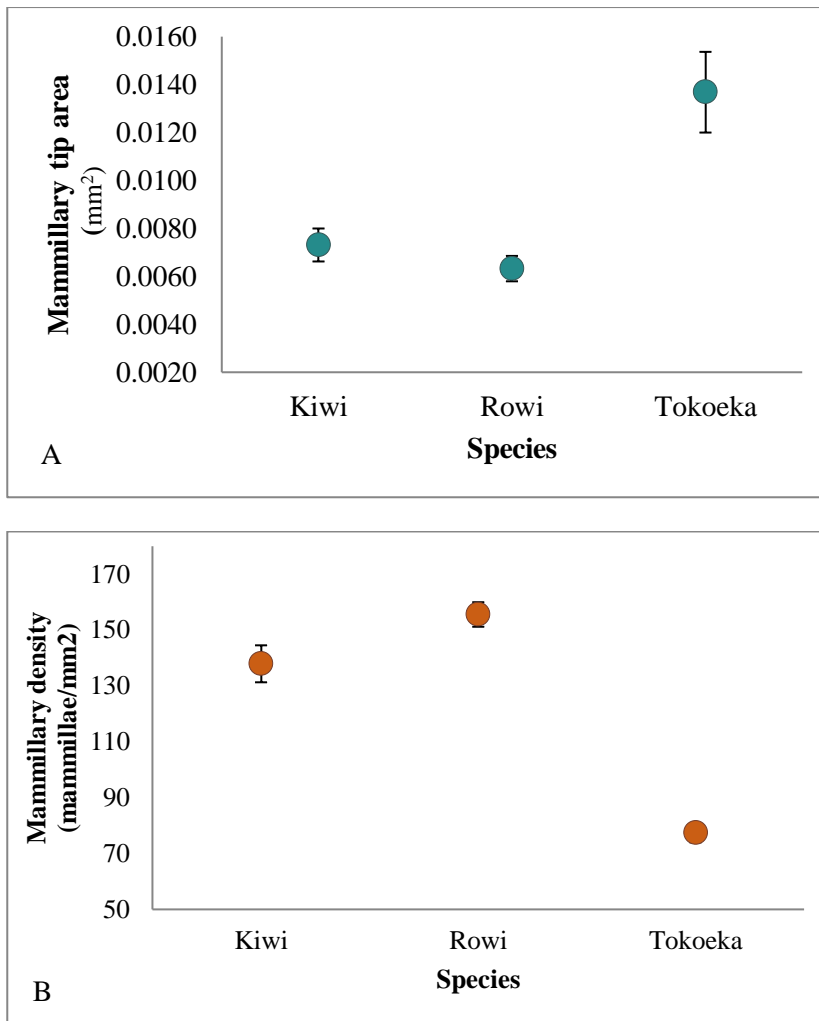 Mammillary tip area
(mm²)
0.0160
0.0140
0.0120
0.0100
0.0080
0.0060
0.0040
0.0020
Kiwi Rowi Tokoeka
Species
A
Mammillary density
(mammillae/mm2)
170
150
130
110
90
70
50
Kiwi Rowi Tokoeka
Species
B